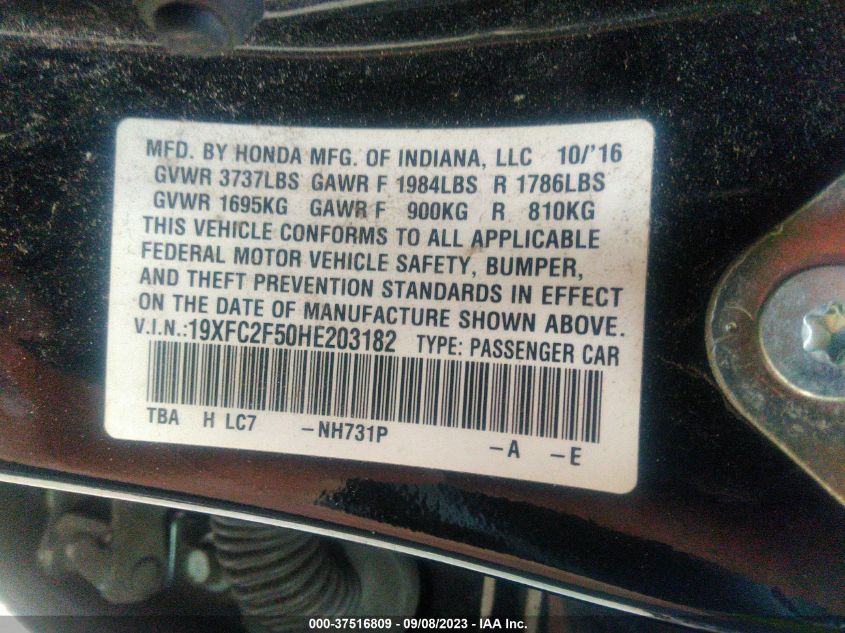 MFD. BY HONDA MFG. OF INDIANA, LLC 10/'16
GVWR 3737LBS GAWR F 1984LBS R 1786LBS
GVWR 1695KG GAWR F 900KG R 810KG
THIS VEHICLE CONFORMS TO ALL APPLICABLE
FEDERAL MOTOR VEHICLE SAFETY, BUMPER,
AND THEFT PREVENTION STANDARDS IN EFFECT
ON THE DATE OF MANUFACTURE SHOWN ABOVE.
V.I.N.:19XFC2F50HE203182 TYPE: PASSENGER CAR
TBA H LC7 -NH731P -A -E
000-37516809 - 09/08/2023 - IAA Inc.